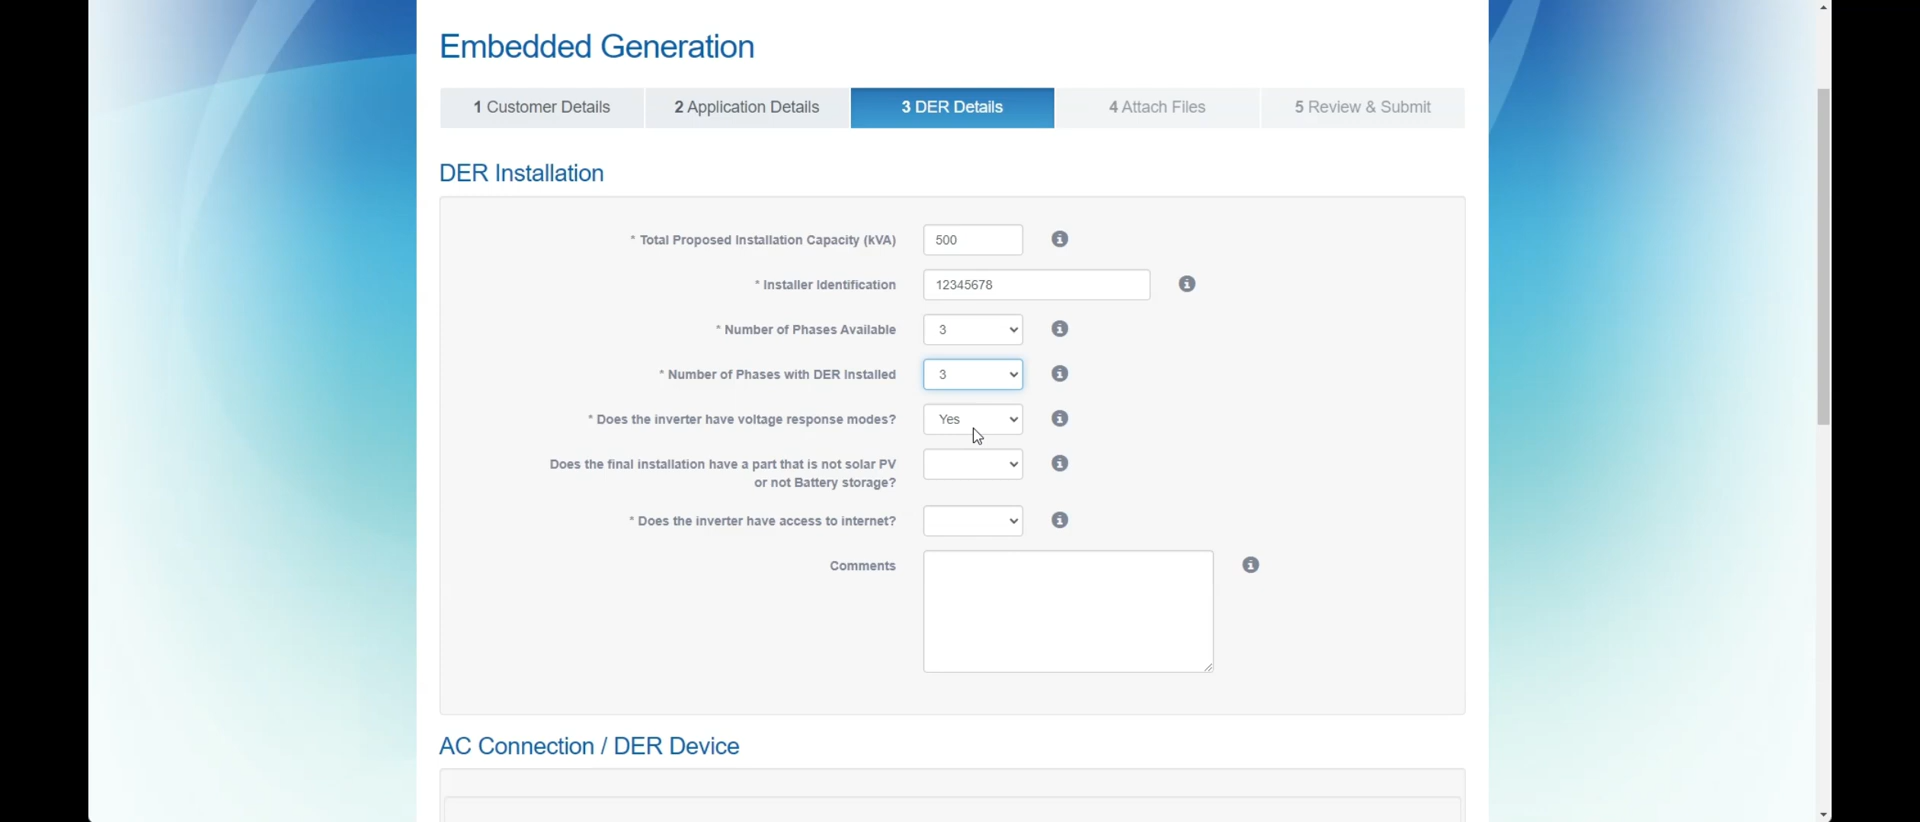 Embedded Generation
1 Customer Details
2 Application Details
3 DER Details
4 Attach Files
5 Review & Submit
DER Installation
* Total Proposed Installation Capacity (kVA)
500
* Installer Identification
12345678
* Number of Phases Available
3
* Number of Phases with DER Installed
3
* Does the inverter have voltage response modes?
Yes
Does the final installation have a part that is not solar PV
or not Battery storage?
* Does the inverter have access to internet?
Comments
AC Connection / DER Device